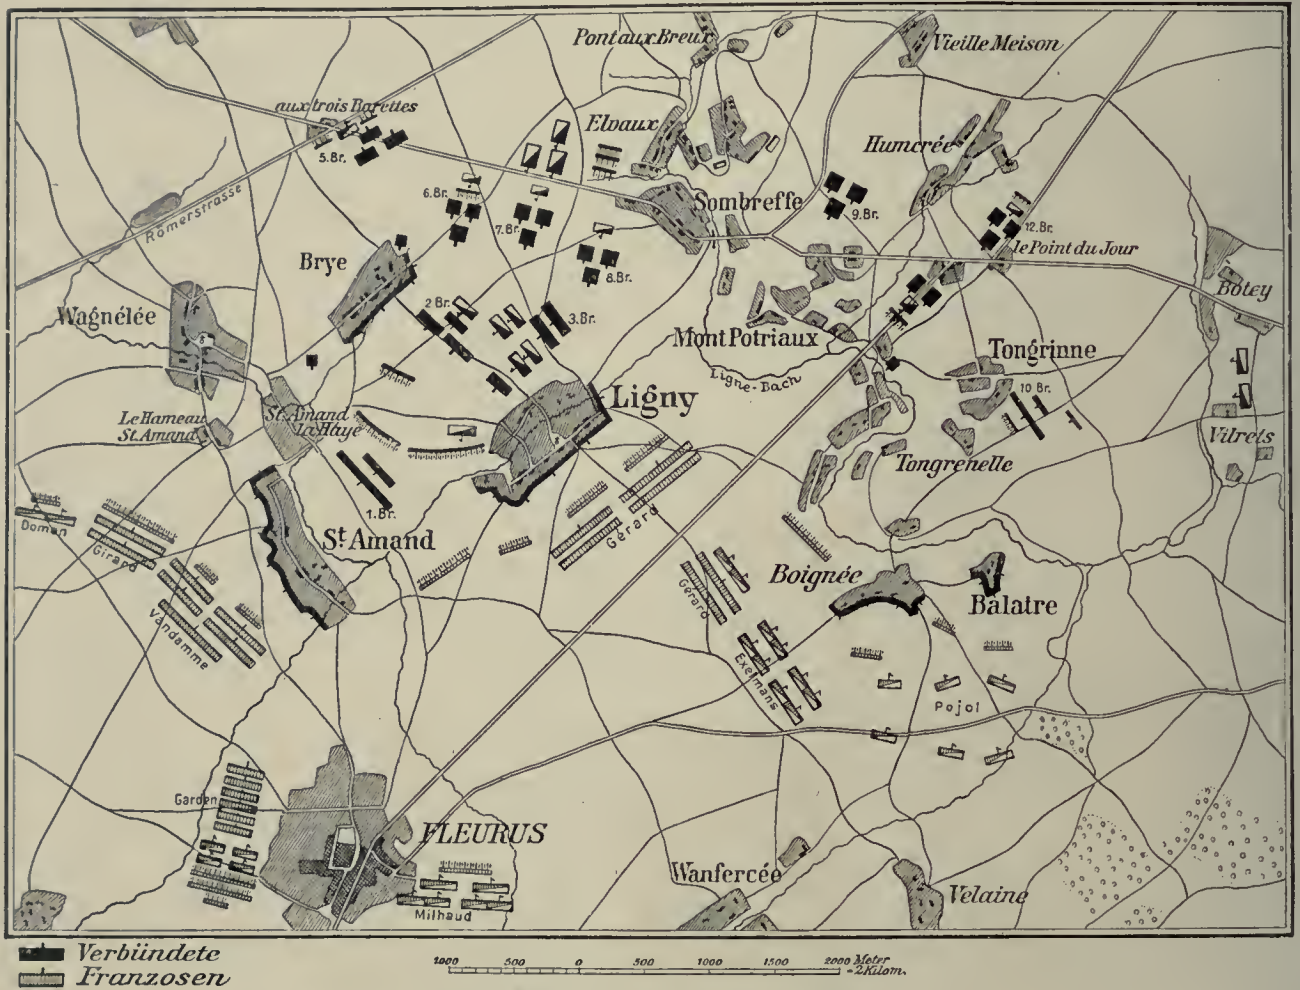 Pont aux Breux
Vieille Meison
aux trois Barettes
5.Br.
Elvaux
Humcrée
Römerstrasse
6.Br.
7.Br.
Sombreffe
9.Br.
12.Br.
le Point du Jour
Brye
8.Br.
Botey
Wagnélée
2 Br.
3.Br.
Mont Potriaux
Tongrinne
Ligne-Bach
10 Br.
Ligny
Le Hameau
St. Amand
St. Amand
La Haye
Vilrets
Tongrenelle
Domon
Girard
1.Br.
Gérard
St. Amand
Boignée
Balatre
Gérard
Vandamme
Exelmans
Pojol
Garden
FLEURUS
Milhaud
Wanfercée
Velaine
Verbündete
Franzosen
1000 500 0 500 1000 1500 2000 Meter
=2Kilom.